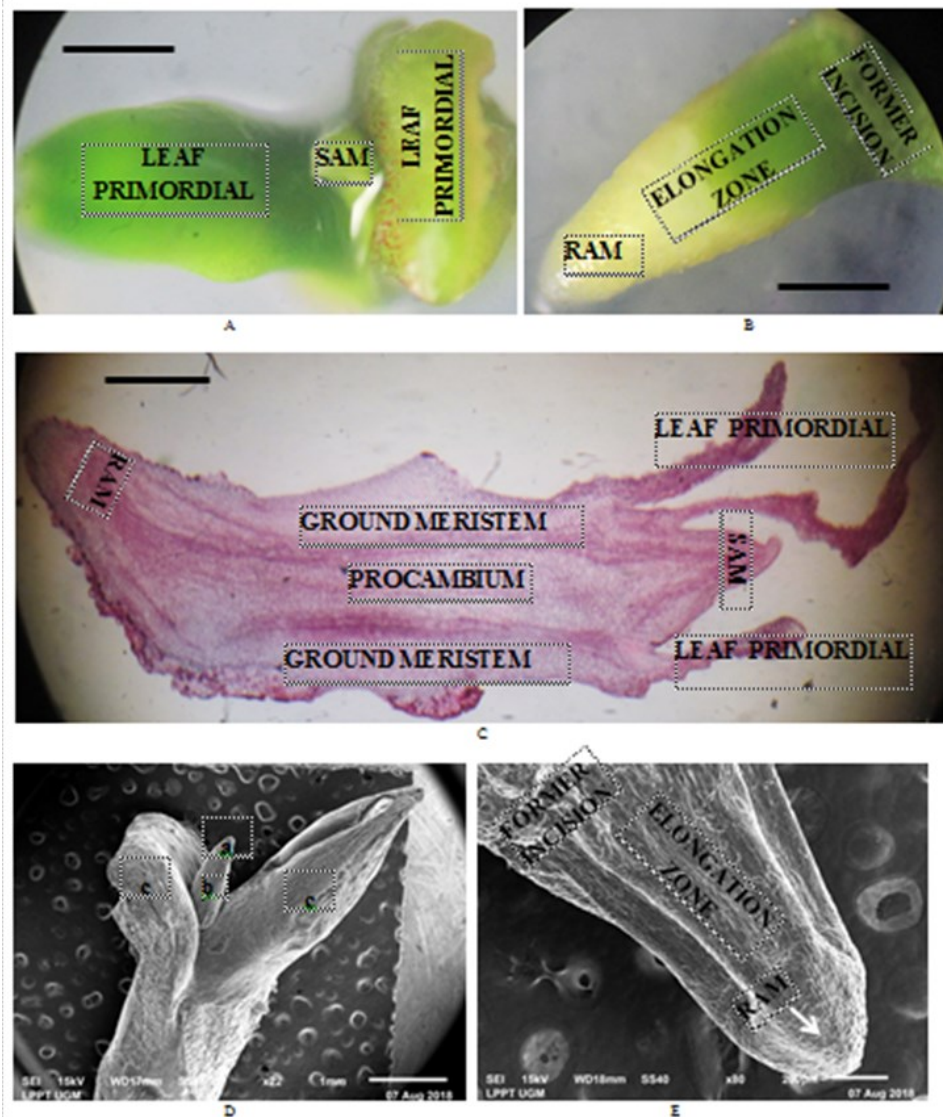 LEAF
PRIMORDIAL
SAM
LEAF
PRIMORDIAL
A
FORMER
INCISION
ELONGATION
ZONE
RAM
B
RAM
LEAF PRIMORDIAL
GROUND MERISTEM
SAM
PROCAMBIUM
GROUND MERISTEM
LEAF PRIMORDIAL
C
a
c
b
c
SEI 15kV WD17mm x22 1mm
LPPT UGM 07 Aug 2018
D
FORMER
INCISION
ELONGATION
ZONE
RAM
SEI 15kV WD18mm SS40 x80
LPPT UGM 07 Aug 2018
E